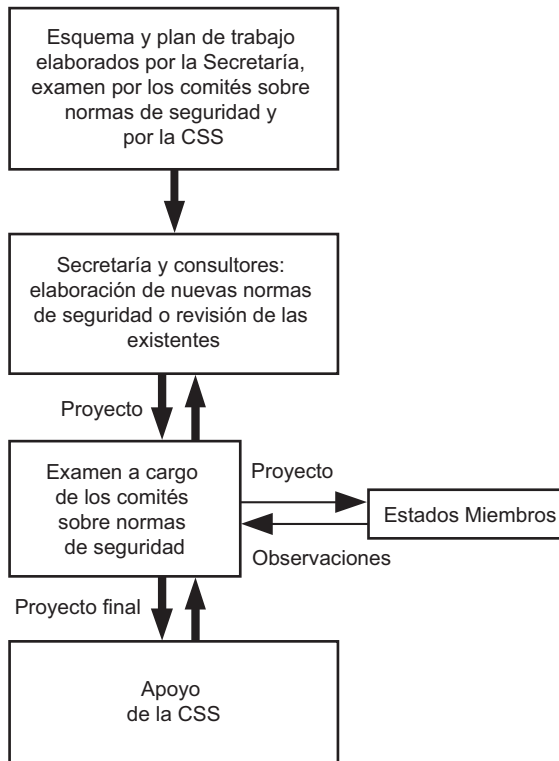 Esquema y plan de trabajo
elaborados por la Secretaría,
examen por los comités sobre
normas de seguridad y
por la CSS
Secretaría y consultores:
elaboración de nuevas normas
de seguridad o revisión de las
existentes
Proyecto
Examen a cargo
de los comités
sobre normas
de seguridad
Proyecto
Estados Miembros
Observaciones
Proyecto final
Apoyo
de la CSS